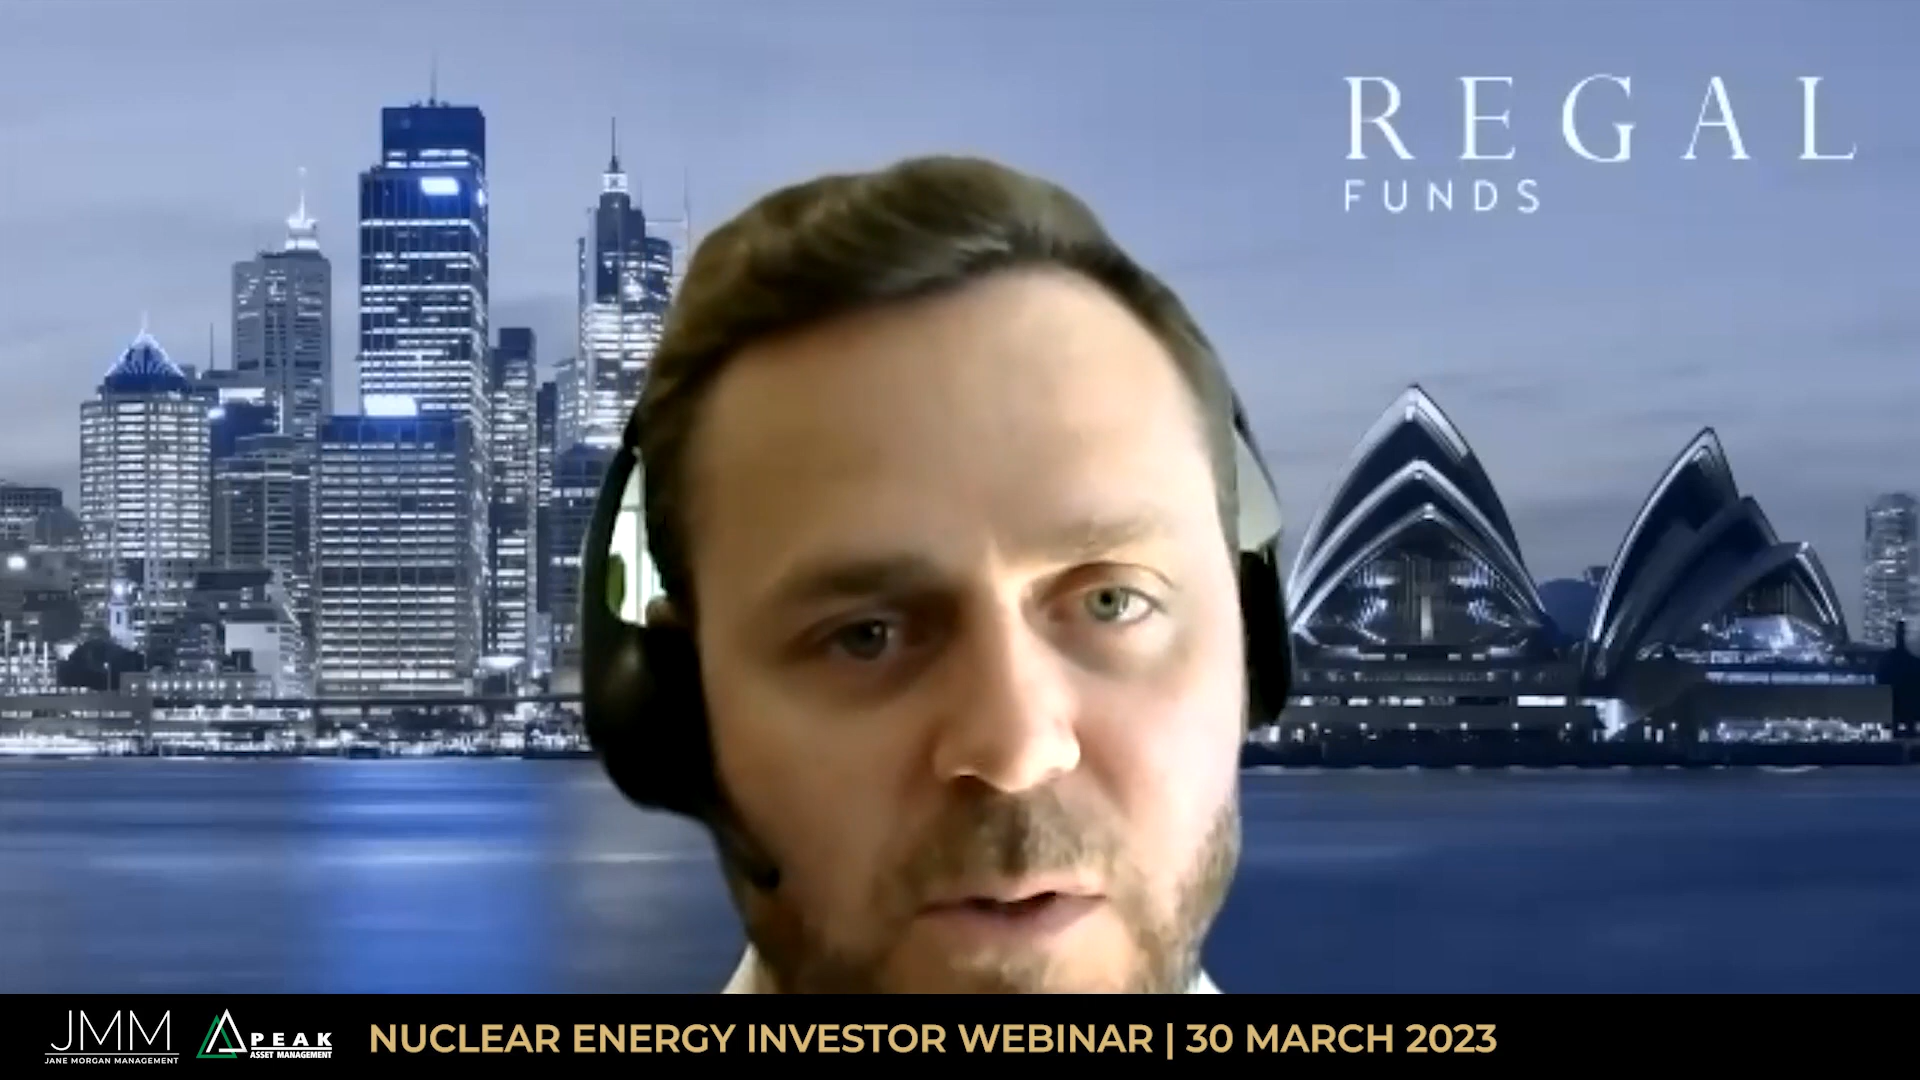 REGAL
FUNDS
JMM
JANE MORGAN MANAGEMENT
PEAK
ASSET MANAGEMENT
NUCLEAR ENERGY INVESTOR WEBINAR | 30 MARCH 2023